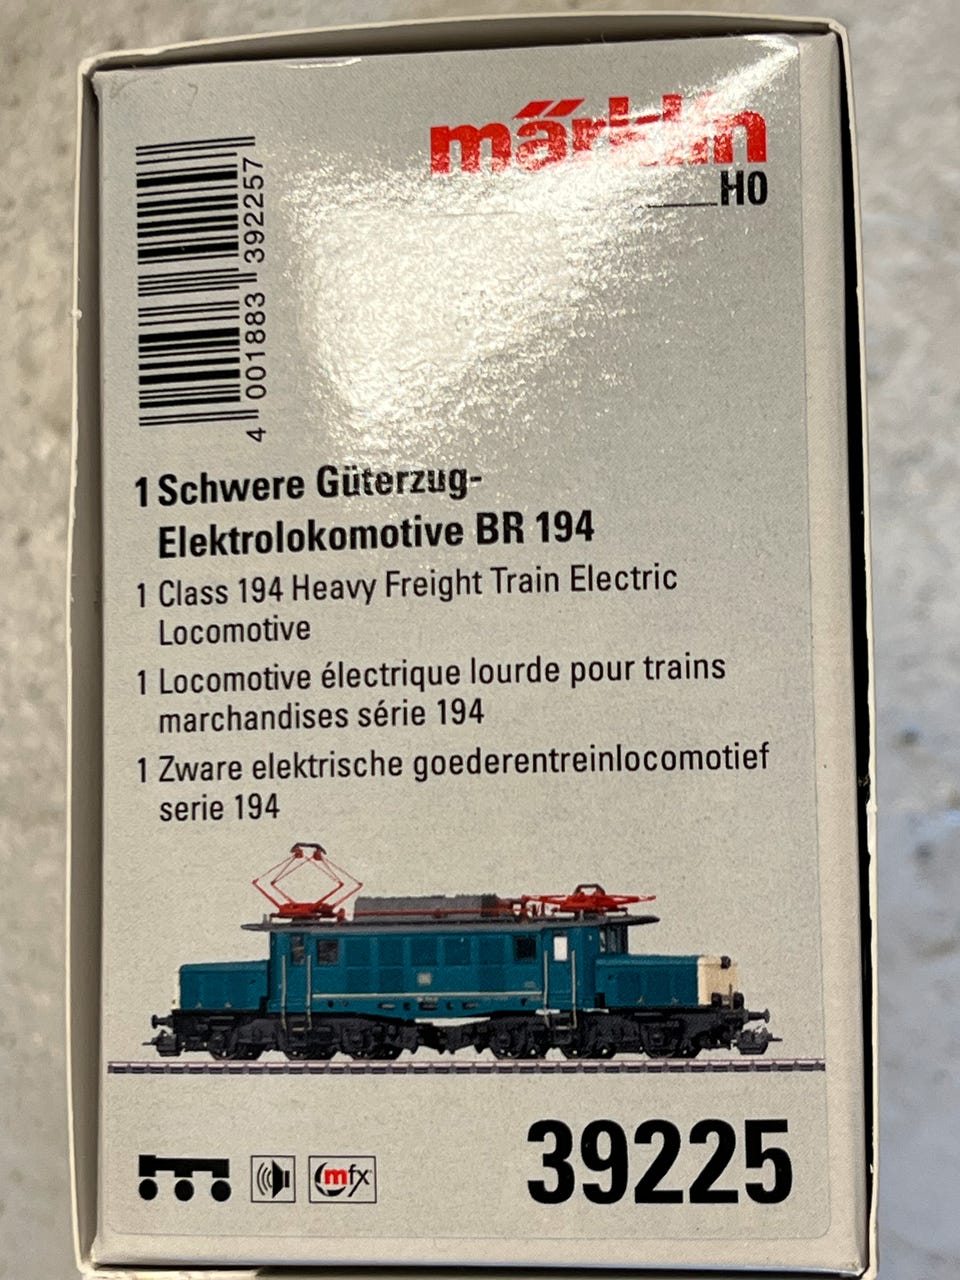 märklin
H0
4 001883 392257
1 Schwere Güterzug-
Elektrolokomotive BR 194
1 Class 194 Heavy Freight Train Electric
Locomotive
1 Locomotive électrique lourde pour trains
marchandises série 194
1 Zware elektrische goederentreinlocomotief
serie 194
mfx
39225